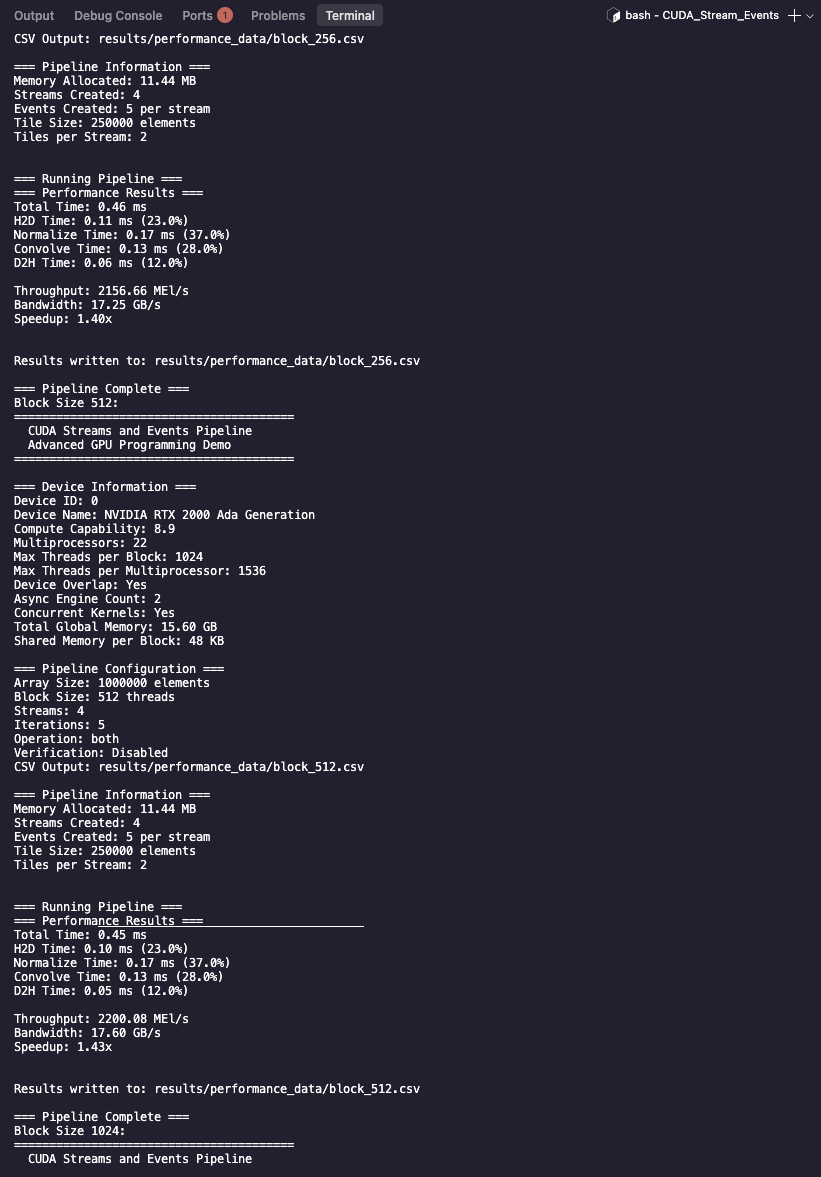 Output Debug Console Ports 1 Problems Terminal bash - CUDA_Stream_Events
CSV Output: results/performance_data/block_256.csv
=== Pipeline Information ===
Memory Allocated: 11.44 MB
Streams Created: 4
Events Created: 5 per stream
Tile Size: 250000 elements
Tiles per Stream: 2
=== Running Pipeline ===
=== Performance Results ===
Total Time: 0.46 ms
H2D Time: 0.11 ms (23.0%)
Normalize Time: 0.17 ms (37.0%)
Convolve Time: 0.13 ms (28.0%)
D2H Time: 0.06 ms (12.0%)
Throughput: 2156.66 MEl/s
Bandwidth: 17.25 GB/s
Speedup: 1.40x
Results written to: results/performance_data/block_256.csv
=== Pipeline Complete ===
Block Size 512:
========================================
CUDA Streams and Events Pipeline
Advanced GPU Programming Demo
========================================
=== Device Information ===
Device ID: 0
Device Name: NVIDIA RTX 2000 Ada Generation
Compute Capability: 8.9
Multiprocessors: 22
Max Threads per Block: 1024
Max Threads per Multiprocessor: 1536
Device Overlap: Yes
Async Engine Count: 2
Concurrent Kernels: Yes
Total Global Memory: 15.60 GB
Shared Memory per Block: 48 KB
=== Pipeline Configuration ===
Array Size: 1000000 elements
Block Size: 512 threads
Streams: 4
Iterations: 5
Operation: both
Verification: Disabled
CSV Output: results/performance_data/block_512.csv
=== Pipeline Information ===
Memory Allocated: 11.44 MB
Streams Created: 4
Events Created: 5 per stream
Tile Size: 250000 elements
Tiles per Stream: 2
=== Running Pipeline ===
=== Performance Results ===
Total Time: 0.45 ms
H2D Time: 0.10 ms (23.0%)
Normalize Time: 0.17 ms (37.0%)
Convolve Time: 0.13 ms (28.0%)
D2H Time: 0.05 ms (12.0%)
Throughput: 2200.08 MEl/s
Bandwidth: 17.60 GB/s
Speedup: 1.43x
Results written to: results/performance_data/block_512.csv
=== Pipeline Complete ===
Block Size 1024:
========================================
CUDA Streams and Events Pipeline